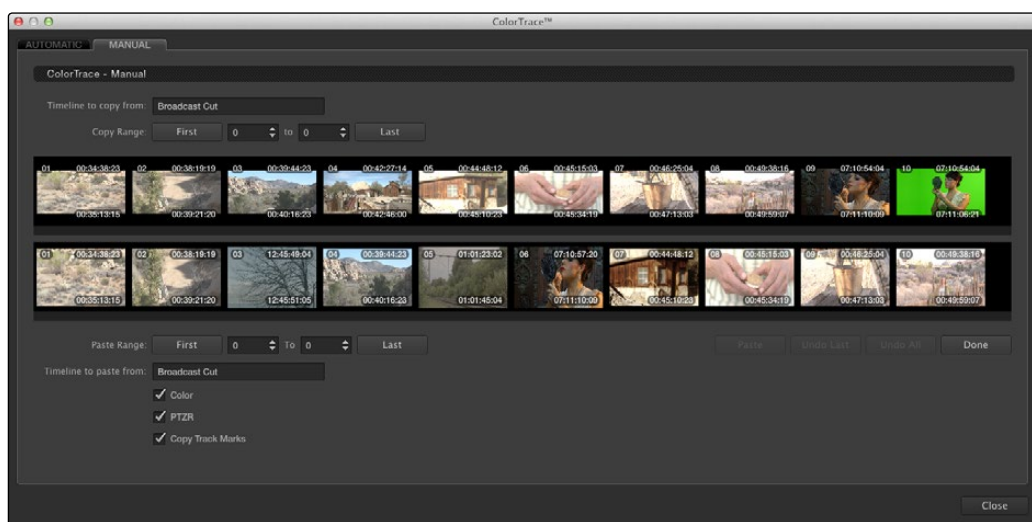 ColorTrace™
AUTOMATIC MANUAL
ColorTrace - Manual
Timeline to copy from: Broadcast Cut
Copy Range: First 0 to 0 Last
01 00:34:38:23 02 00:38:19:19 03 00:39:44:23 04 00:42:27:14 05 00:44:48:12 06 00:45:15:03 07 00:46:25:04 08 00:49:38:16 09 07:10:54:04 10 07:10:54:04
00:35:13:15 00:39:21:20 00:40:16:23 00:42:46:00 00:45:10:23 00:45:34:19 00:47:13:03 00:49:59:07 07:11:10:09 07:11:06:21
01 00:34:38:23 02 00:38:19:19 03 12:45:49:04 04 00:39:44:23 05 01:01:23:02 06 07:10:57:20 07 00:44:48:12 08 00:45:15:03 09 00:46:25:04 10 00:49:38:16
00:35:13:15 00:39:21:20 12:45:51:05 00:40:16:23 01:01:45:04 07:11:10:09 00:45:10:23 00:45:34:19 00:47:13:03 00:49:59:07
Paste Range: First 0 To 0 Last Paste Undo Last Undo All Done
Timeline to paste from: Broadcast Cut
Color
PTZR
Copy Track Marks
Close